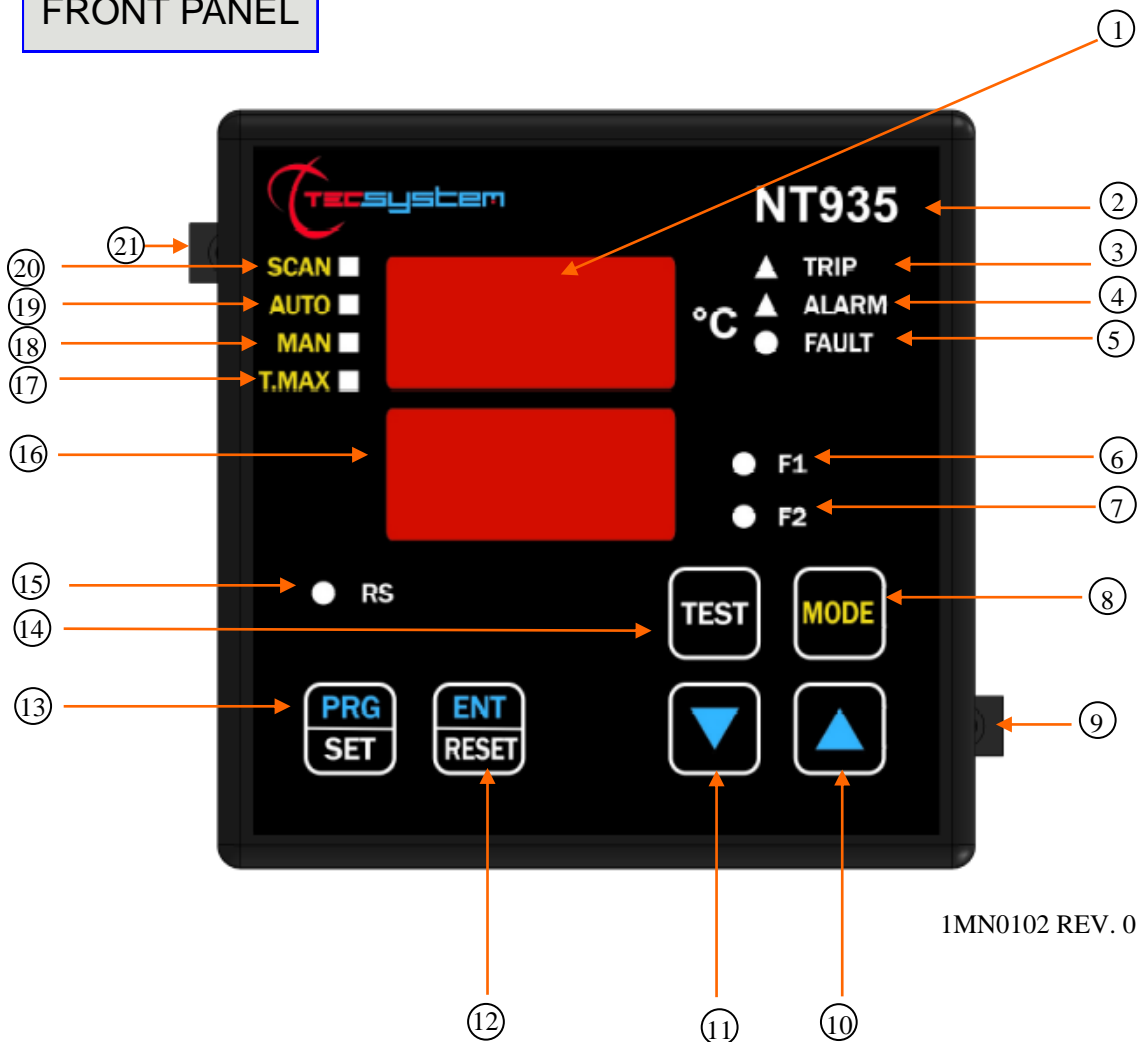 FRONT PANEL
1
TECSYSTEM
NT935
2
21
20
SCAN
TRIP
3
19
AUTO
°C
ALARM
4
18
MAN
FAULT
5
17
T.MAX
16
F1
6
F2
7
15
RS
14
TEST
MODE
8
13
PRG
SET
ENT
RESET
9
1MN0102 REV. 0
12
11
10